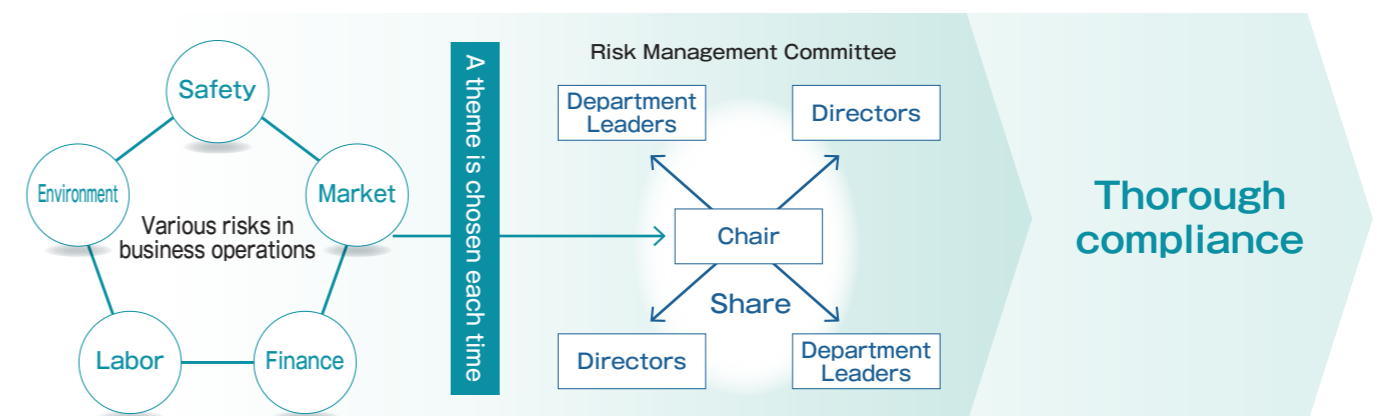 Safety
Environment
Market
Various risks in
business operations
Labor
Finance
A theme is chosen each time
Risk Management Committee
Department
Leaders
Directors
Chair
Share
Directors
Department
Leaders
Thorough
compliance